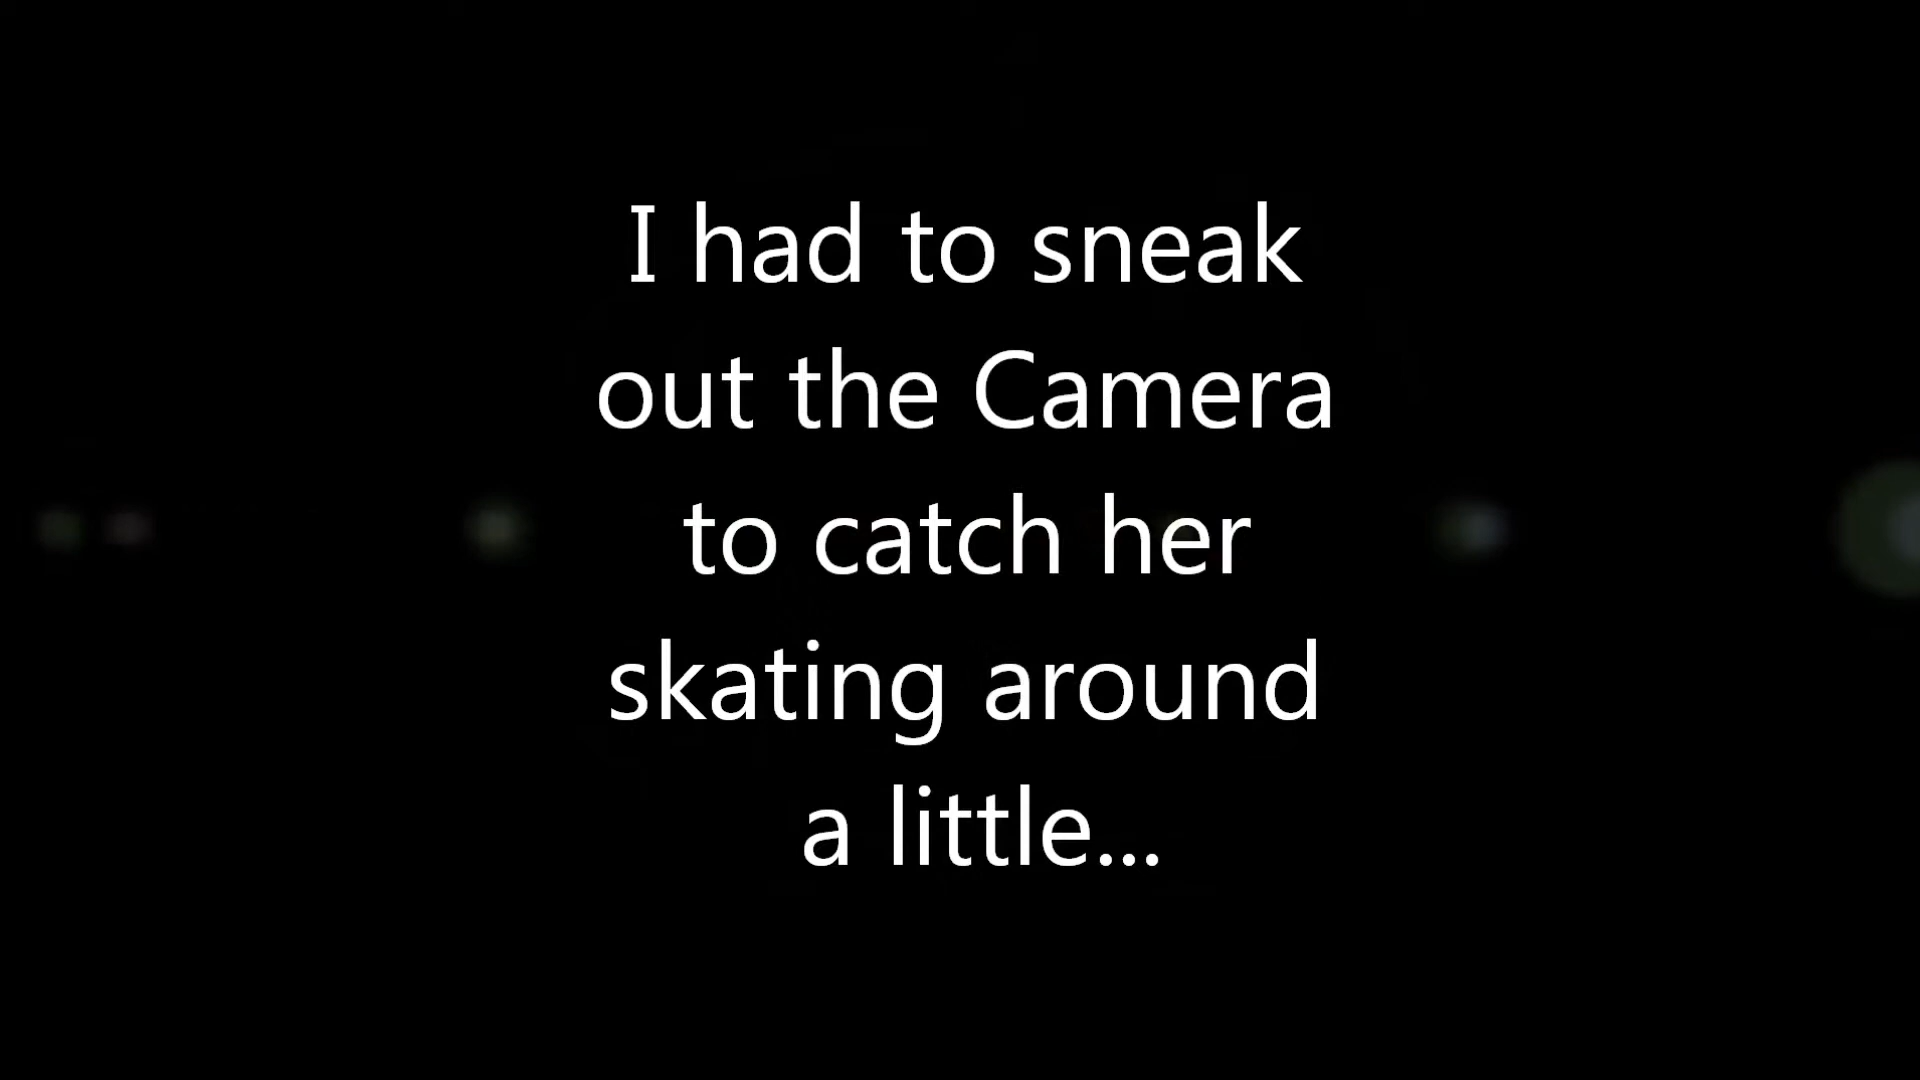 I had to sneak
out the Camera
to catch her
skating around
a little...